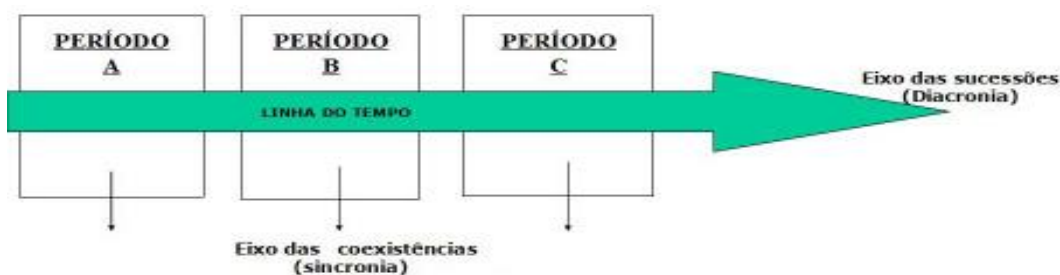 PERÍODO
A
PERÍODO
B
PERÍODO
C
Eixo das sucessões
(Diacronia)
LINHA DO TEMPO
Eixo das coexistências
(sincronia)